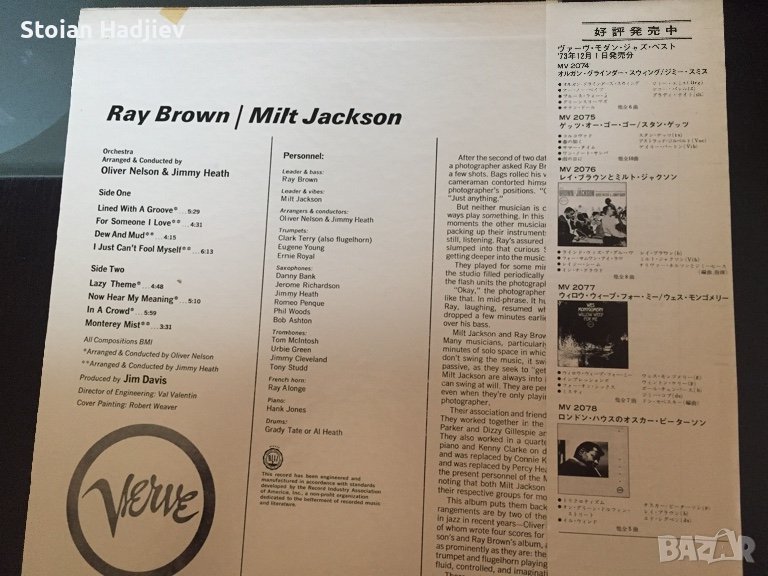 Stoian Hadjiev
Ray Brown / Milt Jackson
Orchestra
Arranged & Conducted by
Oliver Nelson & Jimmy Heath
Side One
Lined With A Groove* ...5:29
For Someone I Love** ...4:31
Dew And Mud** ...4:15
I Just Can't Fool Myself** ...6:13
Side Two
Lazy Theme* ...4:48
Now Hear My Meaning* ...5:10
In A Crowd* ...5:59
Monterey Mist** ...3:31
All Compositions BMI
*Arranged & Conducted by Oliver Nelson
**Arranged & Conducted by Jimmy Heath
Produced by Jim Davis
Director of Engineering: Val Valentin
Cover Painting: Robert Weaver
Verve
Personnel:
Leader & bass:
Ray Brown
Leader & vibes:
Milt Jackson
Arrangers & conductors:
Oliver Nelson & Jimmy Heath
Trumpets:
Clark Terry (also flugelhorn)
Eugene Young
Ernie Royal
Saxophones:
Danny Bank
Jerome Richardson
Jimmy Heath
Romeo Penque
Phil Woods
Bob Ashton
Trombones:
Tom McIntosh
Urbie Green
Jimmy Cleveland
Tony Studd
French horn:
Ray Alonge
Piano:
Hank Jones
Drums:
Grady Tate or Al Heath
This record has been engineered and
manufactured in accordance with standards
developed by the Record Industry Association
of America, Inc., a non-profit organization
dedicated to the betterment of recorded music
and literature.
After the second of two dat
a photographer asked Ray B
a few shots. Bags rolled his v
cameraman contorted himse
photographer's positions. "C
"Just anything."
But neither musician is c
ways play something. In this
moments the other musicia
packing up their instrument
still, listening. Ray's assured
slumped into that curious S
getting deeper into the music
They played for some min
the studio filled periodically
the flash units the photograp
"Okay," the photographer
like that. In mid-phrase. It hu
Ray, laughing, resumed wh
dropped a few minutes earlie
over his bass.
Milt Jackson and Ray Brow
Many musicians, particularly
minutes of solo space in whic
don't swing the music, it swi
passive, as they seek to "get
Milt Jackson are always into i
can swing at will. They are per
even when they're only playing
photographer.
Their association and friend
They worked together in the
Parker and Dizzy Gillespie an
They also worked in a quarte
piano and Kenny Clarke on d
and was replaced by Connie K
and was replaced by Percy Hea
the present personnel of the M
noting that both Milt Jackson
their respective groups for mo
This album puts them back
rangements are by two of the
in jazz in recent years—Oliver
of whom wrote four scores for
son's and Ray Brown's album, a
as prominently as they are: the
trumpet and flugelhorn playing
fluid, controlled, and imaginati
好評発売中
ヴァーヴ・モダン・ジャズ・ベスト
'73年12月1日発売分
MV 2074
オルガン・グラインダー・スウィング/ジミー・スミス
MV 2075
ゲッツ・オー・ゴー・ゴー/スタン・ゲッツ
MV 2076
レイ・ブラウンとミルト・ジャクソン
MV 2077
ウィロウ・ウィープ・フォー・ミー/ウェス・モンゴメリー
MV 2078
ロンドン・ハウスのオスカー・ピーターソン
BAZAR